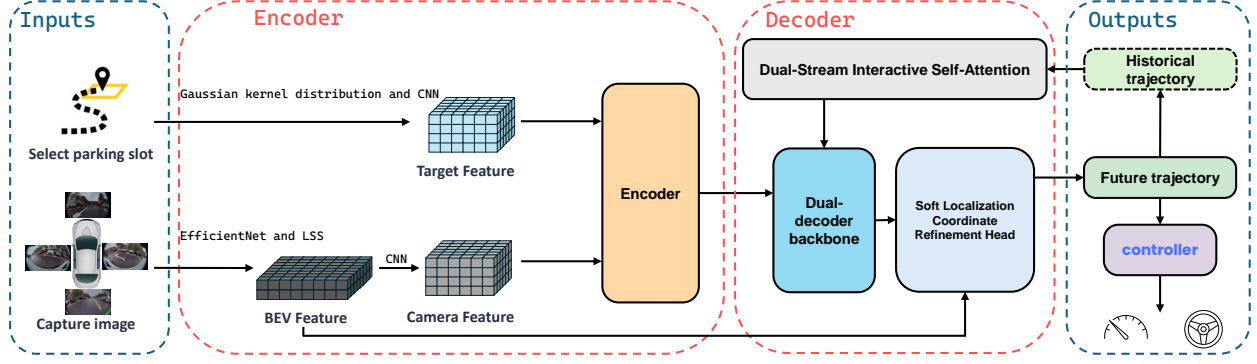 Inputs
Encoder
Decoder
Outputs
Select parking slot
Capture image
Gaussian kernel distribution and CNN
Target Feature
EfficientNet and LSS
BEV Feature
CNN
Camera Feature
Encoder
Dual-Stream Interactive Self-Attention
Dual-
decoder
backbone
Soft Localization
Coordinate
Refinement Head
Historical
trajectory
Future trajectory
controller